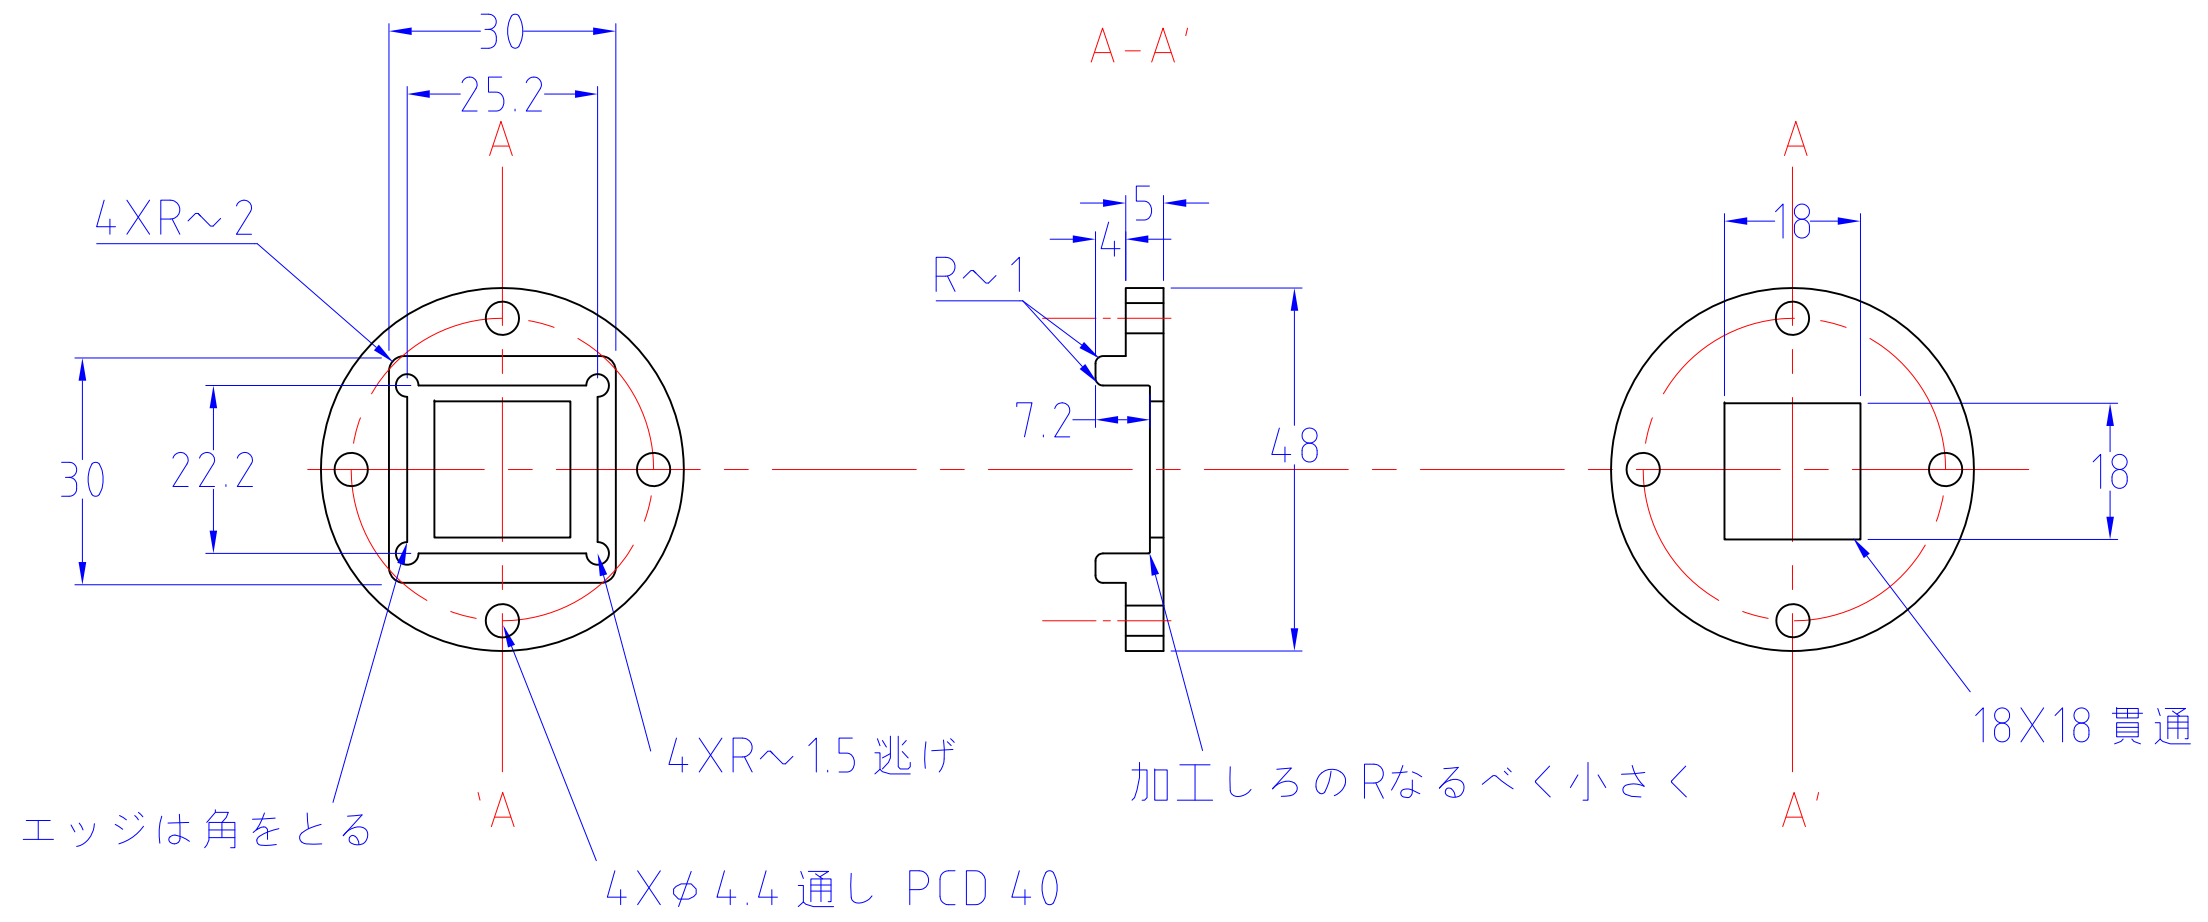 30
A-A'
25.2
A
A
4XR～2
5
18
4
R～1
7.2
48
22.2
30
18
18X18 貫通
4XR～1.5 逃げ
加工しろのRなるべく小さく
'A
A'
エッジは角をとる
4Xφ4.4 通し PCD 40